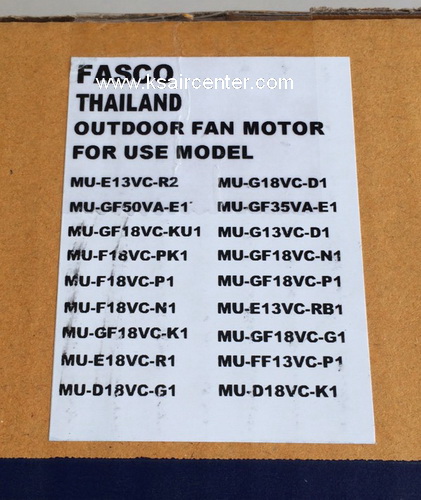 FASCO
www.ksaircenter.com
THAILAND
OUTDOOR FAN MOTOR
FOR USE MODEL
MU-E13VC-R2 MU-G18VC-D1
MU-GF50VA-E1 MU-GF35VA-E1
MU-GF18VC-KU1 MU-G13VC-D1
MU-F18VC-PK1 MU-GF18VC-N1
MU-F18VC-P1 MU-GF18VC-P1
MU-F18VC-N1 MU-E13VC-RB1
MU-GF18VC-K1 MU-GF18VC-G1
MU-E18VC-R1 MU-FF13VC-P1
MU-D18VC-G1 MU-D18VC-K1